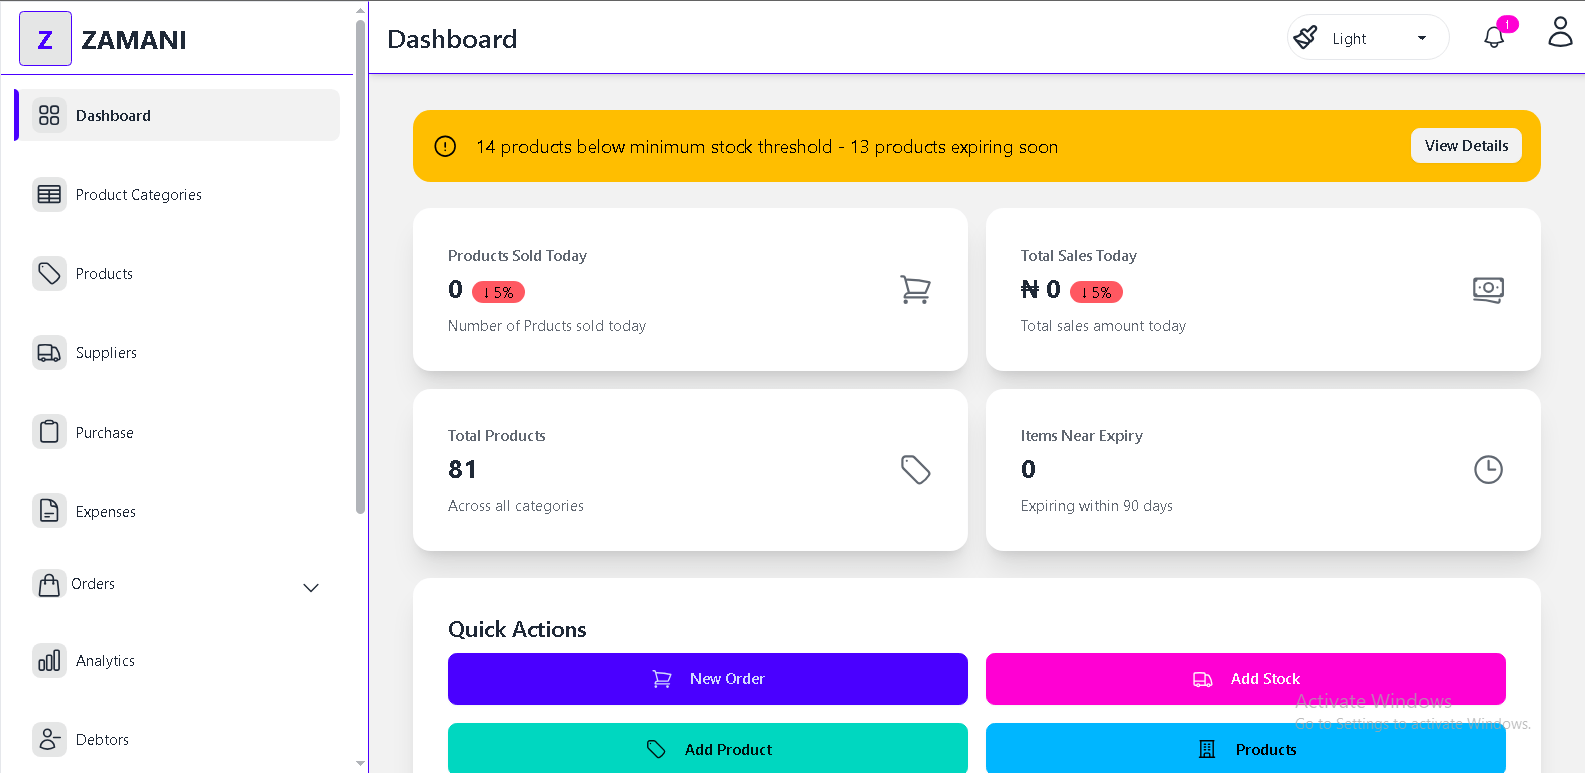 Z ZAMANI
Dashboard
Product Categories
Products
Suppliers
Purchase
Expenses
Orders
Analytics
Debtors
Dashboard
Light
1
14 products below minimum stock threshold - 13 products expiring soon
View Details
Products Sold Today
0 ↓ 5%
Number of Prducts sold today
Total Sales Today
₦ 0 ↓ 5%
Total sales amount today
Total Products
81
Across all categories
Items Near Expiry
0
Expiring within 90 days
Quick Actions
New Order
Add Stock
Add Product
Products
Activate Windows
Go to Settings to activate Windows.